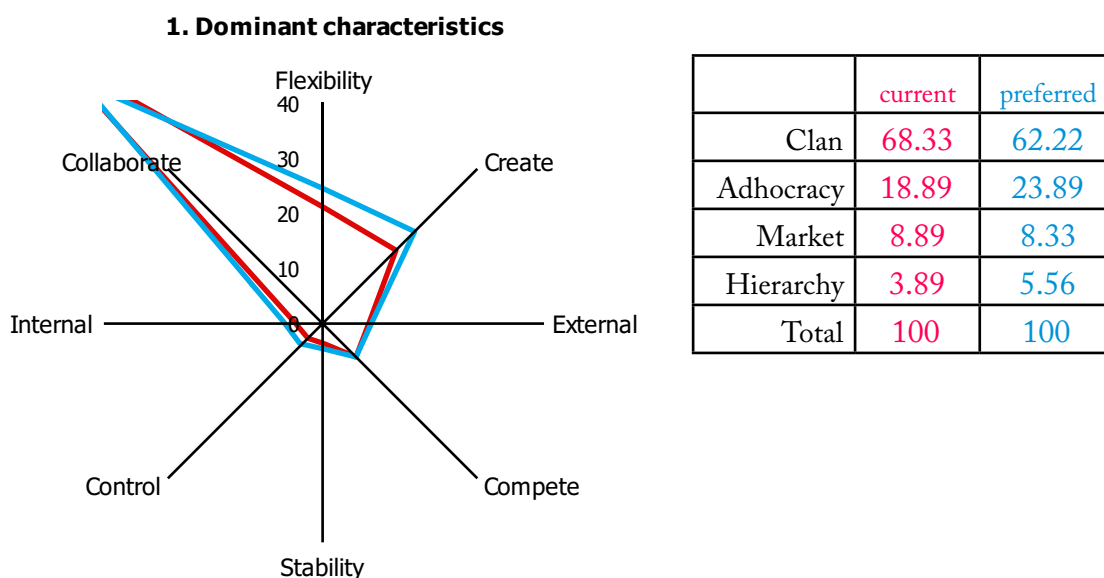 1. Dominant characteristics
Flexibility
40
30
20
10
0
Collaborate
Create
Internal
External
Control
Compete
Stability
current preferred
Clan 68.33 62.22
Adhocracy 18.89 23.89
Market 8.89 8.33
Hierarchy 3.89 5.56
Total 100 100